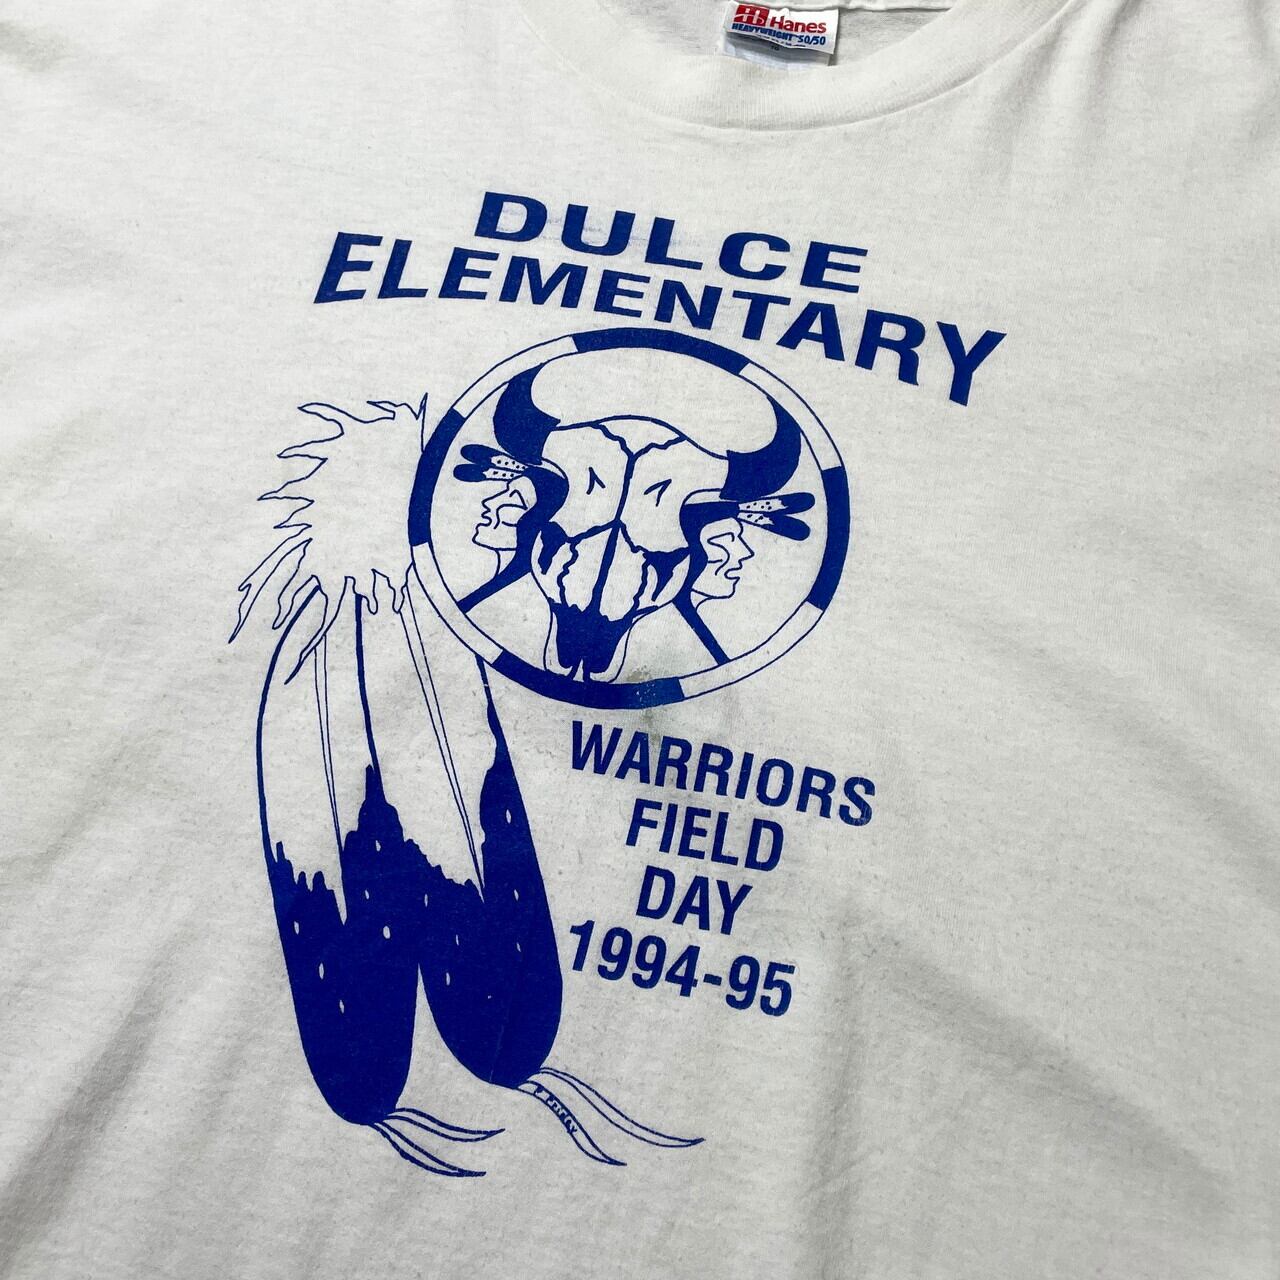 Hanes
HEAVYWEIGHT 50/50
DULCE
ELEMENTARY
WARRIORS
FIELD
DAY
1994-95